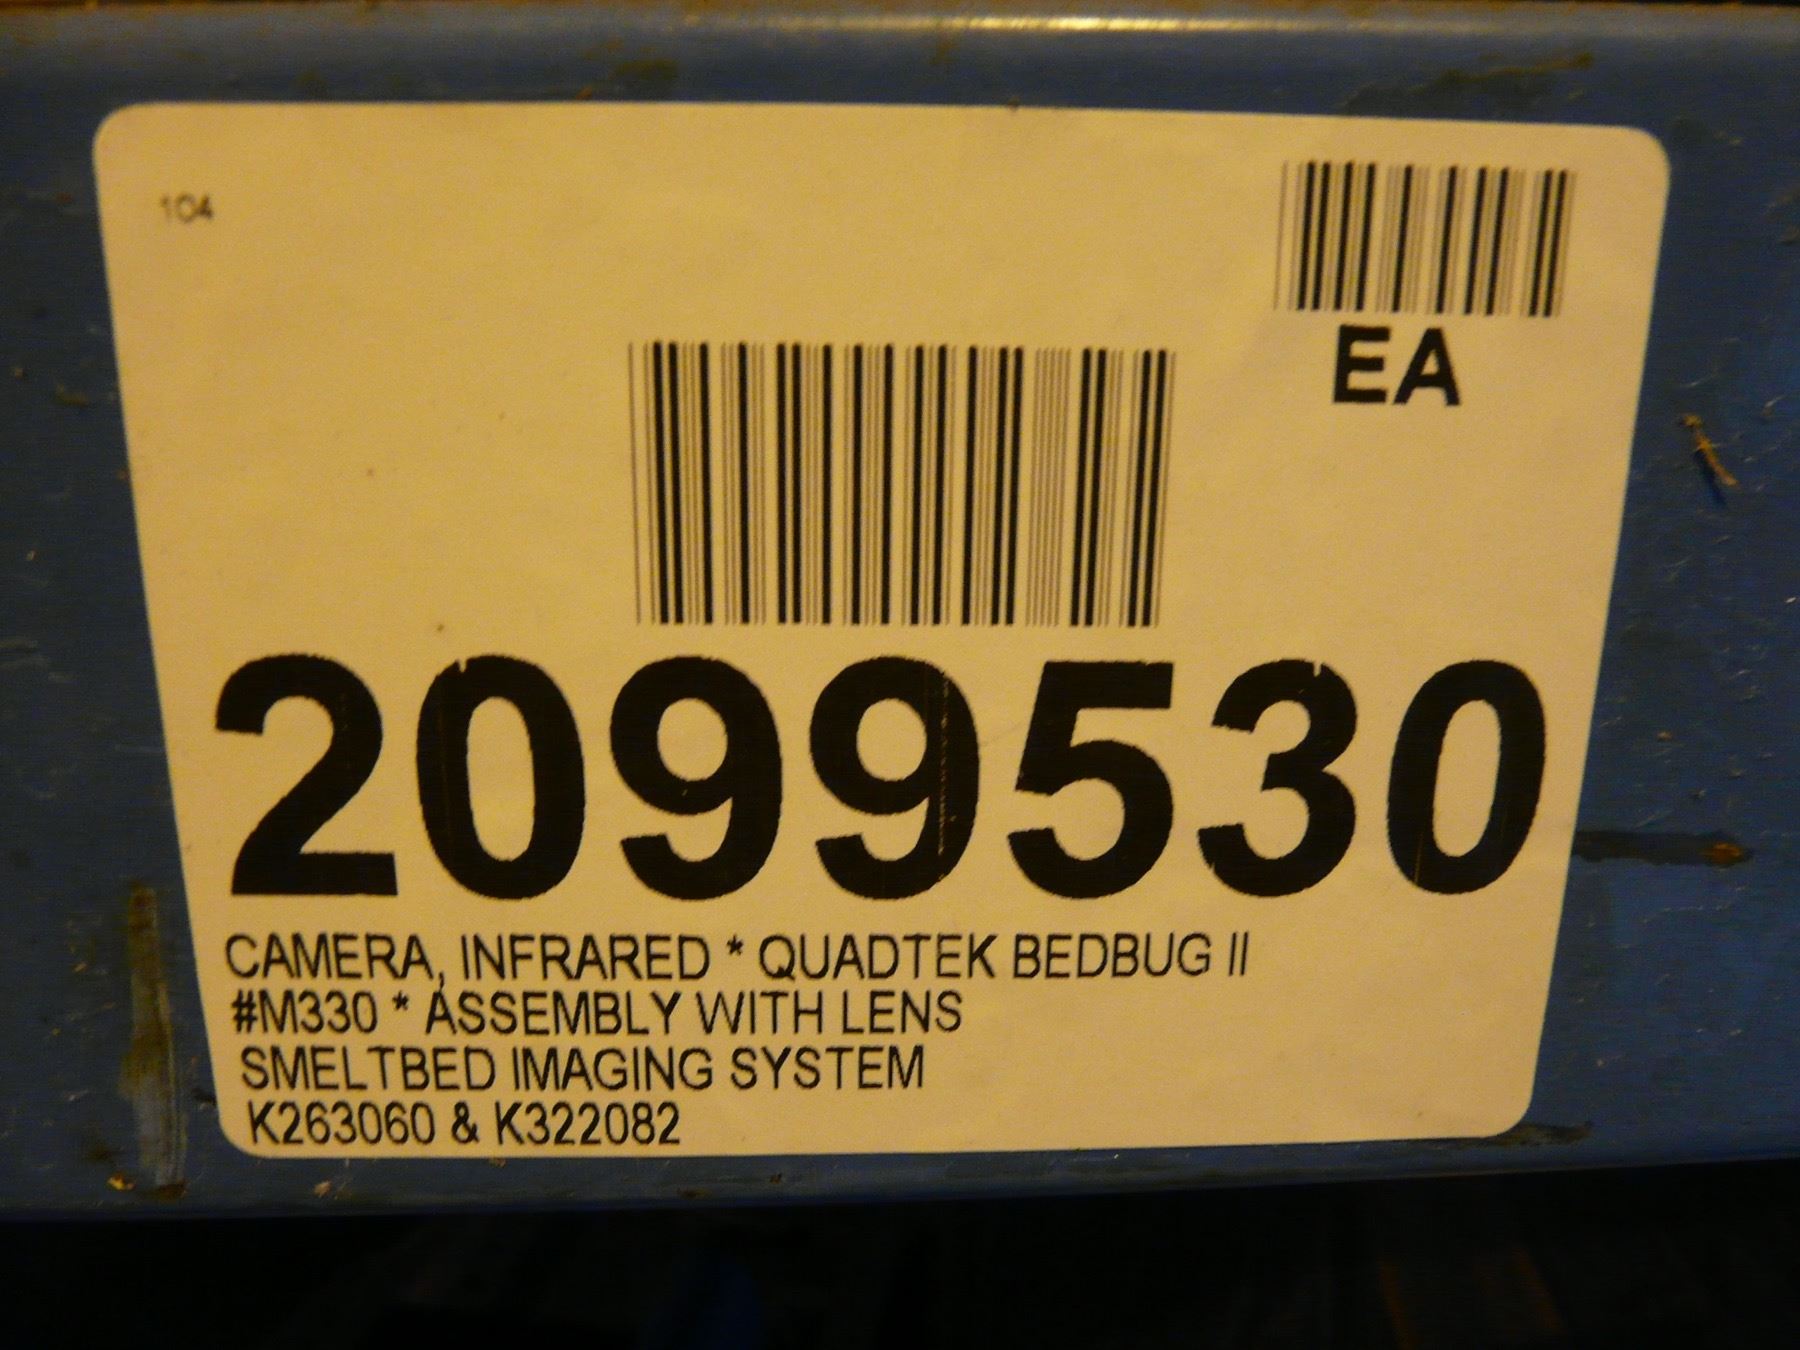 104
EA
2099530
CAMERA, INFRARED * QUADTEK BEDBUG II
#M330 * ASSEMBLY WITH LENS
SMELTBED IMAGING SYSTEM
K263060 & K322082